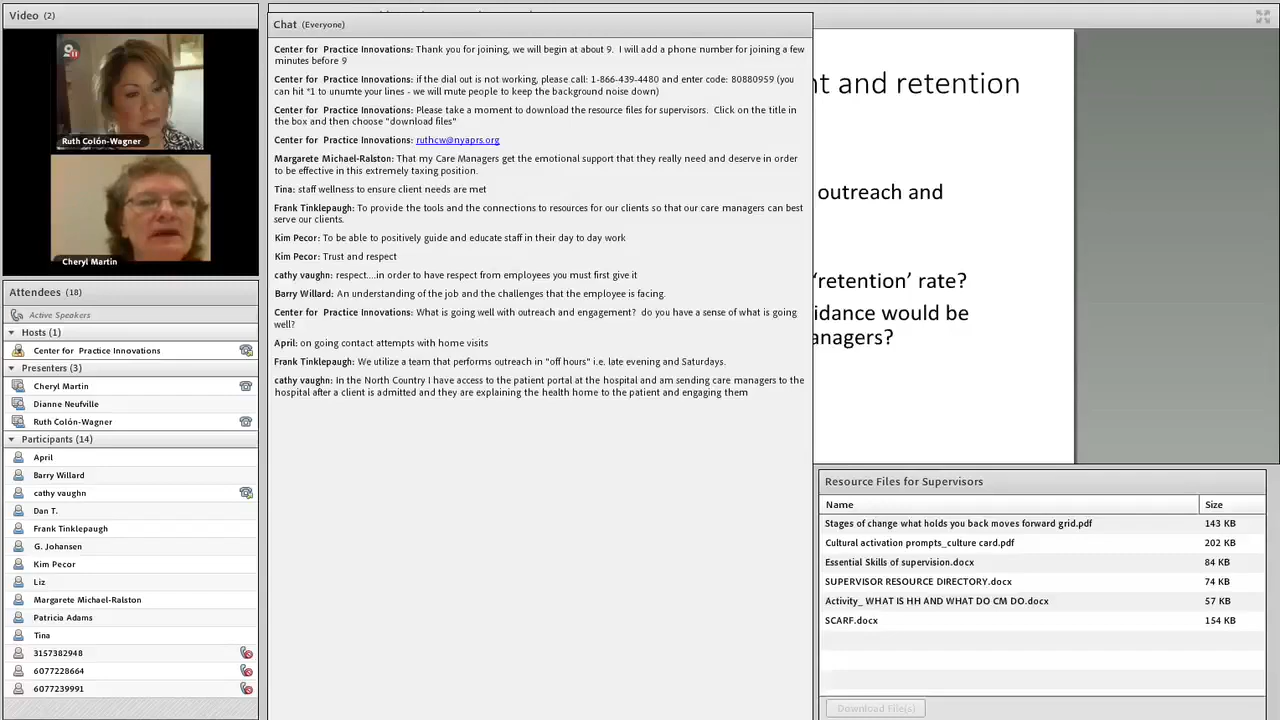 Video (2)
Ruth Colón-Wagner
Cheryl Martin
Attendees (18)
Active Speakers
Hosts (1)
Center for Practice Innovations
Presenters (3)
Cheryl Martin
Dianne Neufville
Ruth Colón-Wagner
Participants (14)
April
Barry Willard
cathy vaughn
Dan T.
Frank Tinklepaugh
G. Johansen
Kim Pecor
Liz
Margarete Michael-Ralston
Patricia Adams
Tina
3157382948
6077228664
6077239991
Chat (Everyone)
Center for Practice Innovations: Thank you for joining, we will begin at about 9. I will add a phone number for joining a few
minutes before 9
Center for Practice Innovations: if the dial out is not working, please call: 1-866-439-4480 and enter code: 80880959 (you
can hit *1 to unumte your lines - we will mute people to keep the background noise down)
Center for Practice Innovations: Please take a moment to download the resource files for supervisors. Click on the title in
the box and then choose "download files"
Center for Practice Innovations: ruthcw@nyaprs.org
Margarete Michael-Ralston: That my Care Managers get the emotional support that they really need and deserve in order
to be effective in this extremely taxing position.
Tina: staff wellness to ensure client needs are met
Frank Tinklepaugh: To provide the tools and the connections to resources for our clients so that our care managers can best
serve our clients.
Kim Pecor: To be able to positively guide and educate staff in their day to day work
Kim Pecor: Trust and respect
cathy vaughn: respect....in order to have respect from employees you must first give it
Barry Willard: An understanding of the job and the challenges that the employee is facing.
Center for Practice Innovations: What is going well with outreach and engagement? do you have a sense of what is going
well?
April: on going contact attempts with home visits
Frank Tinklepaugh: We utilize a team that performs outreach in "off hours" i.e. late evening and Saturdays.
cathy vaughn: In the North Country I have access to the patient portal at the hospital and am sending care managers to the
hospital after a client is admitted and they are explaining the health home to the patient and engaging them
nt and retention
outreach and
‘retention’ rate?
idance would be
anagers?
Resource Files for Supervisors
Name Size
Stages of change what holds you back moves forward grid.pdf 143 KB
Cultural activation prompts_culture card.pdf 202 KB
Essential Skills of supervision.docx 84 KB
SUPERVISOR RESOURCE DIRECTORY.docx 74 KB
Activity_ WHAT IS HH AND WHAT DO CM DO.docx 57 KB
SCARF.docx 154 KB
Download File(s)